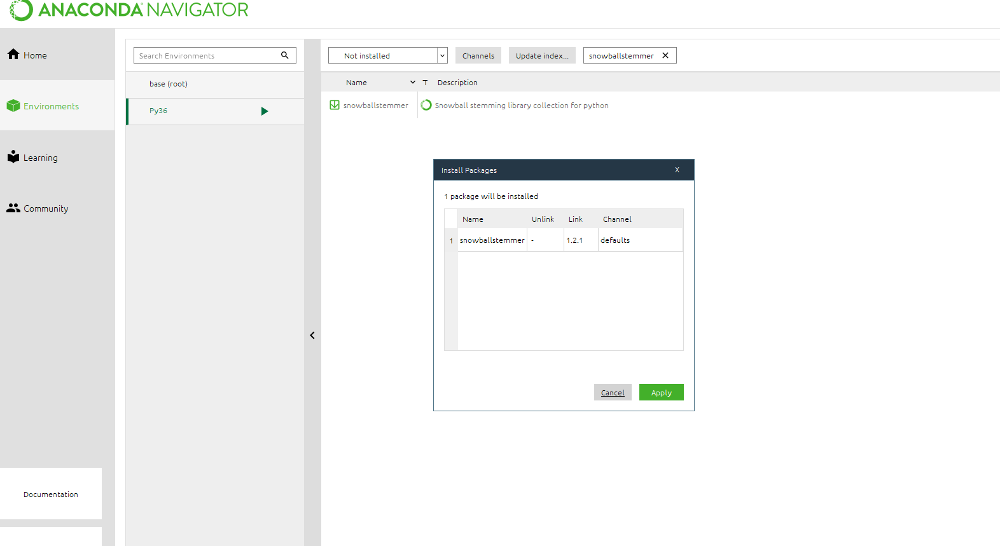 ANACONDA NAVIGATOR
Home
Environments
Learning
Community
Documentation
Search Environments
base (root)
Py36
Not installed
Channels
Update index...
snowballstemmer
Name T Description
snowballstemmer Snowball stemming library collection for python
Install Packages X
1 package will be installed
Name Unlink Link Channel
1 snowballstemmer - 1.2.1 defaults
Cancel Apply